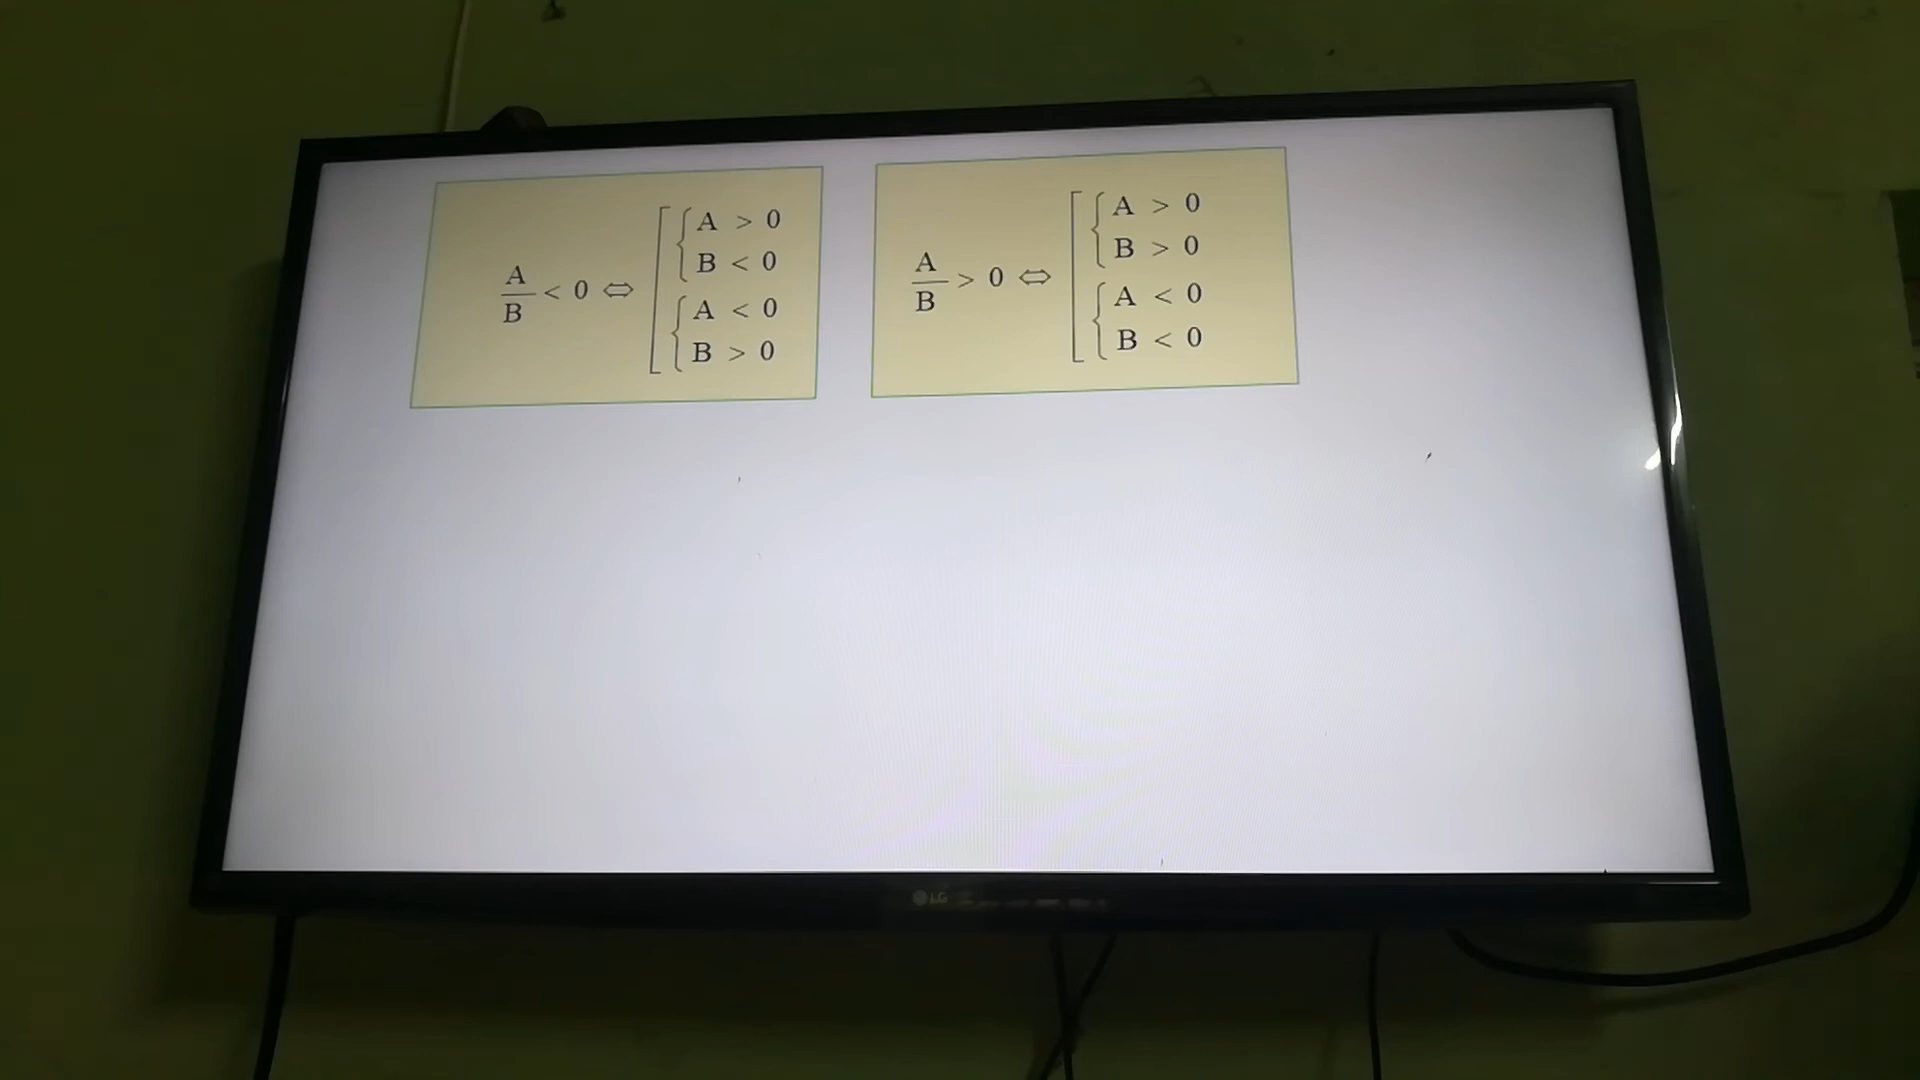 A/B < 0 ⇔ [ { A > 0
B < 0
{ A < 0
B > 0
A/B > 0 ⇔ [ { A > 0
B > 0
{ A < 0
B < 0
LG